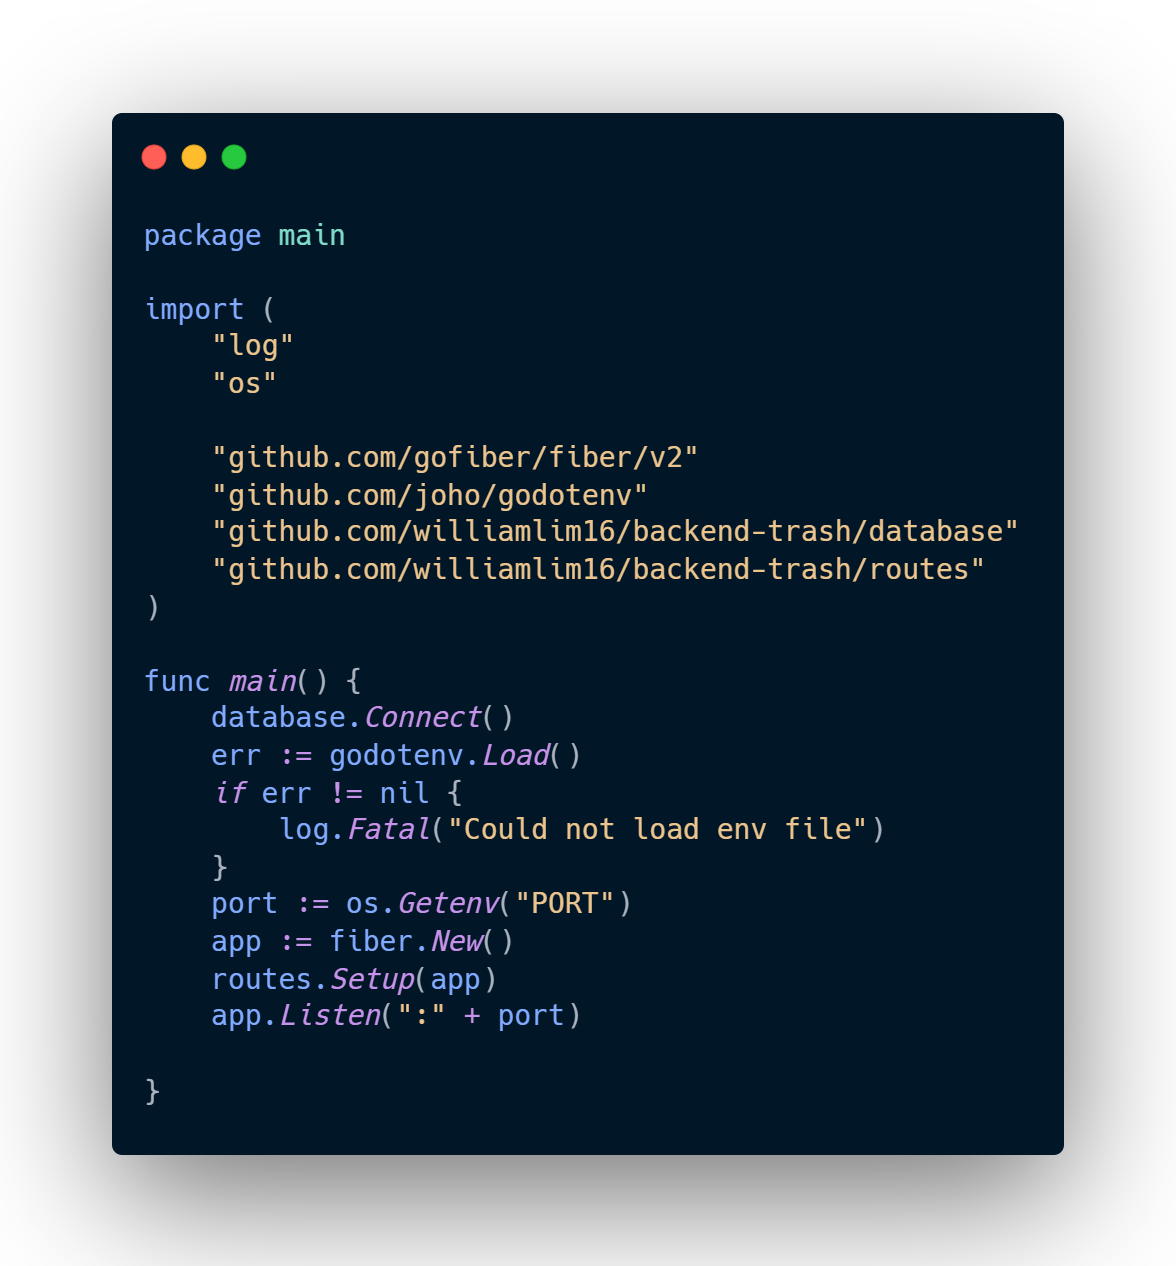 package main

import (
    "log"
    "os"

    "github.com/gofiber/fiber/v2"
    "github.com/joho/godotenv"
    "github.com/williamlim16/backend-trash/database"
    "github.com/williamlim16/backend-trash/routes"
)

func main() {
    database.Connect()
    err := godotenv.Load()
    if err != nil {
        log.Fatal("Could not load env file")
    }
    port := os.Getenv("PORT")
    app := fiber.New()
    routes.Setup(app)
    app.Listen(":" + port)

}